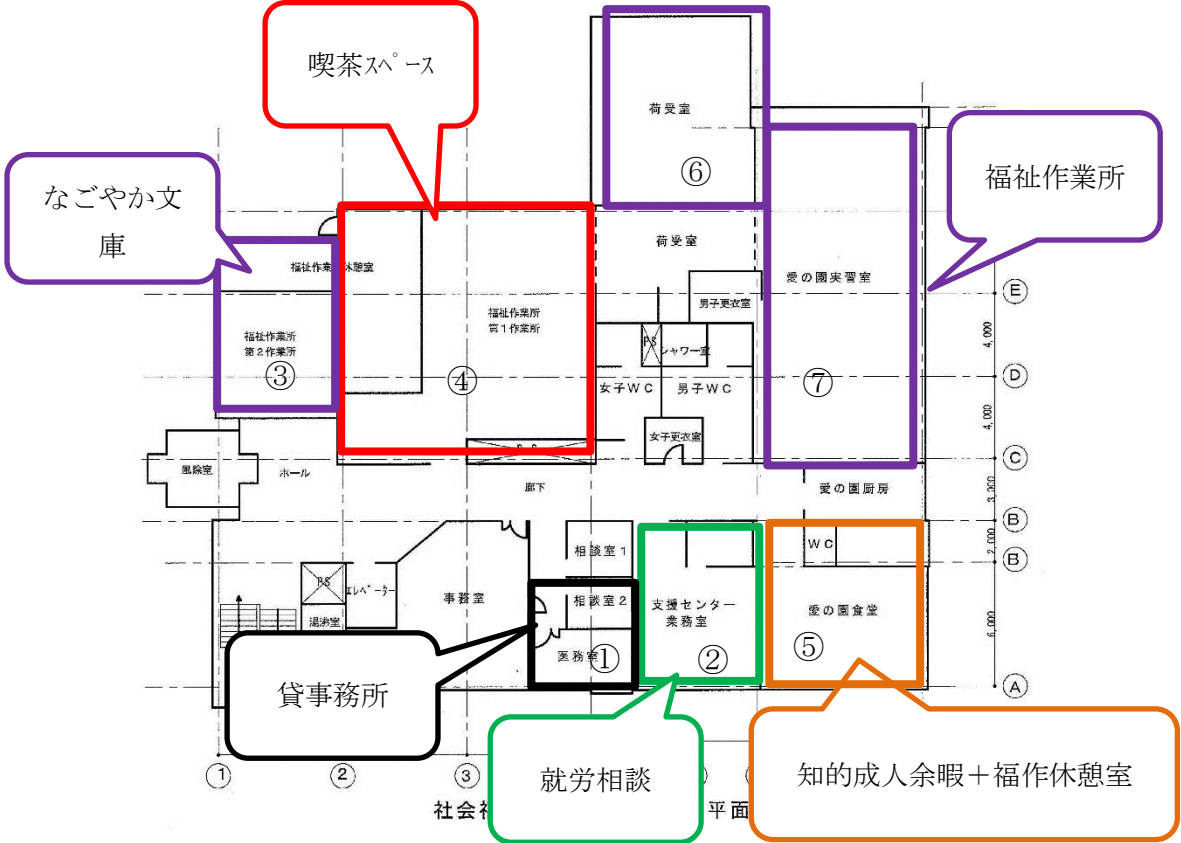 喫茶ｽﾍﾟｰｽ
荷受室
⑥
福祉作業所
なごやか文
庫
荷受室
福祉作業
休憩室
愛の園実習室
男子更衣室
E
福祉作業所
第1作業所
福祉作業所
第2作業所
③
④
PS
シャワー室
⑦
4,000
D
女子WC
男子WC
4,000
女子更衣室
C
風除室
ホール
廊下
愛の園厨房
3,000
B
相談室1
WC
2,000
B
PS
エレベーター
事務室
相談室2
支援センター
業務室
愛の園食堂
湯沸室
6,000
医務室
①
②
⑤
A
貸事務所
就労相談
知的成人余暇＋福作休憩室
1
2
3
社会
平面